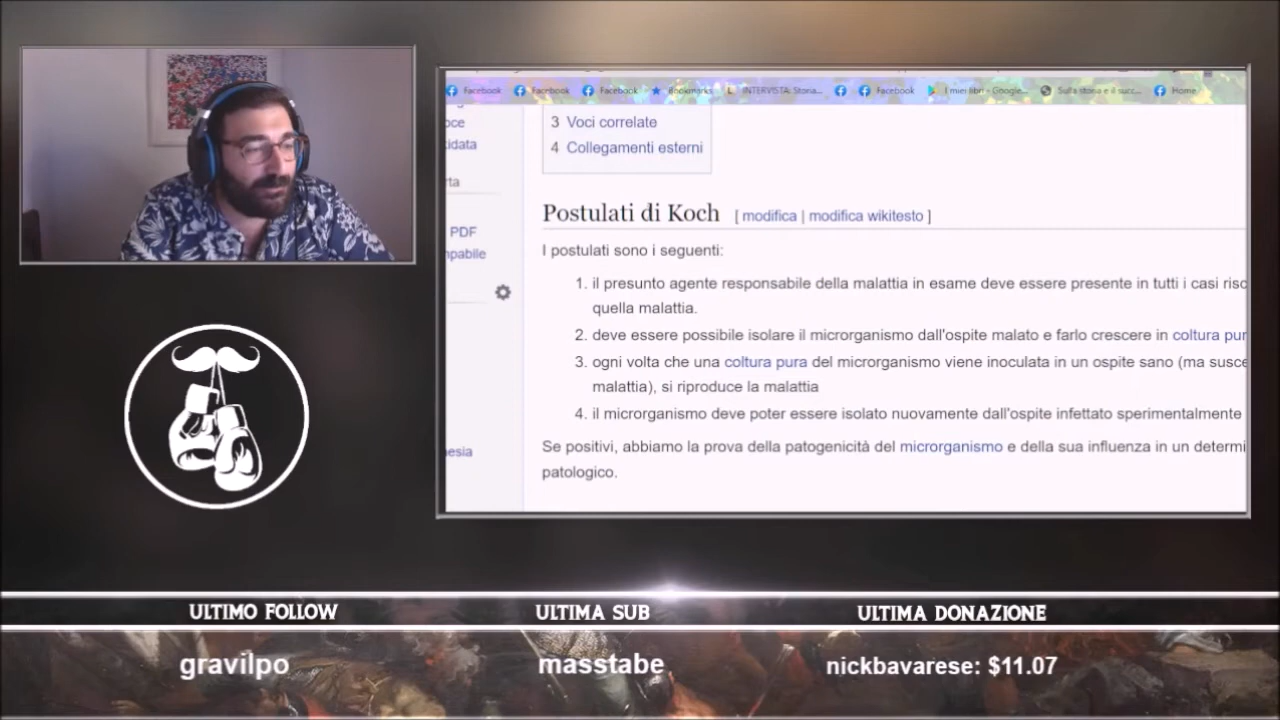 Facebook Facebook Facebook Bookmarks INTERVISTA: Storia... Facebook I miei libri - Google... Sulla storia e il succ... Home
oce
idata
rta
PDF
npabile
esia
3 Voci correlate
4 Collegamenti esterni
Postulati di Koch [ modifica | modifica wikitesto ]
I postulati sono i seguenti:
1. il presunto agente responsabile della malattia in esame deve essere presente in tutti i casi risc
quella malattia.
2. deve essere possibile isolare il microrganismo dall'ospite malato e farlo crescere in coltura pur
3. ogni volta che una coltura pura del microrganismo viene inoculata in un ospite sano (ma susce
malattia), si riproduce la malattia
4. il microrganismo deve poter essere isolato nuovamente dall'ospite infettato sperimentalmente
Se positivi, abbiamo la prova della patogenicità del microrganismo e della sua influenza in un determi
patologico.
ULTIMO FOLLOW ULTIMA SUB ULTIMA DONAZIONE
gravilpo masstabe nickbavarese: $11.07